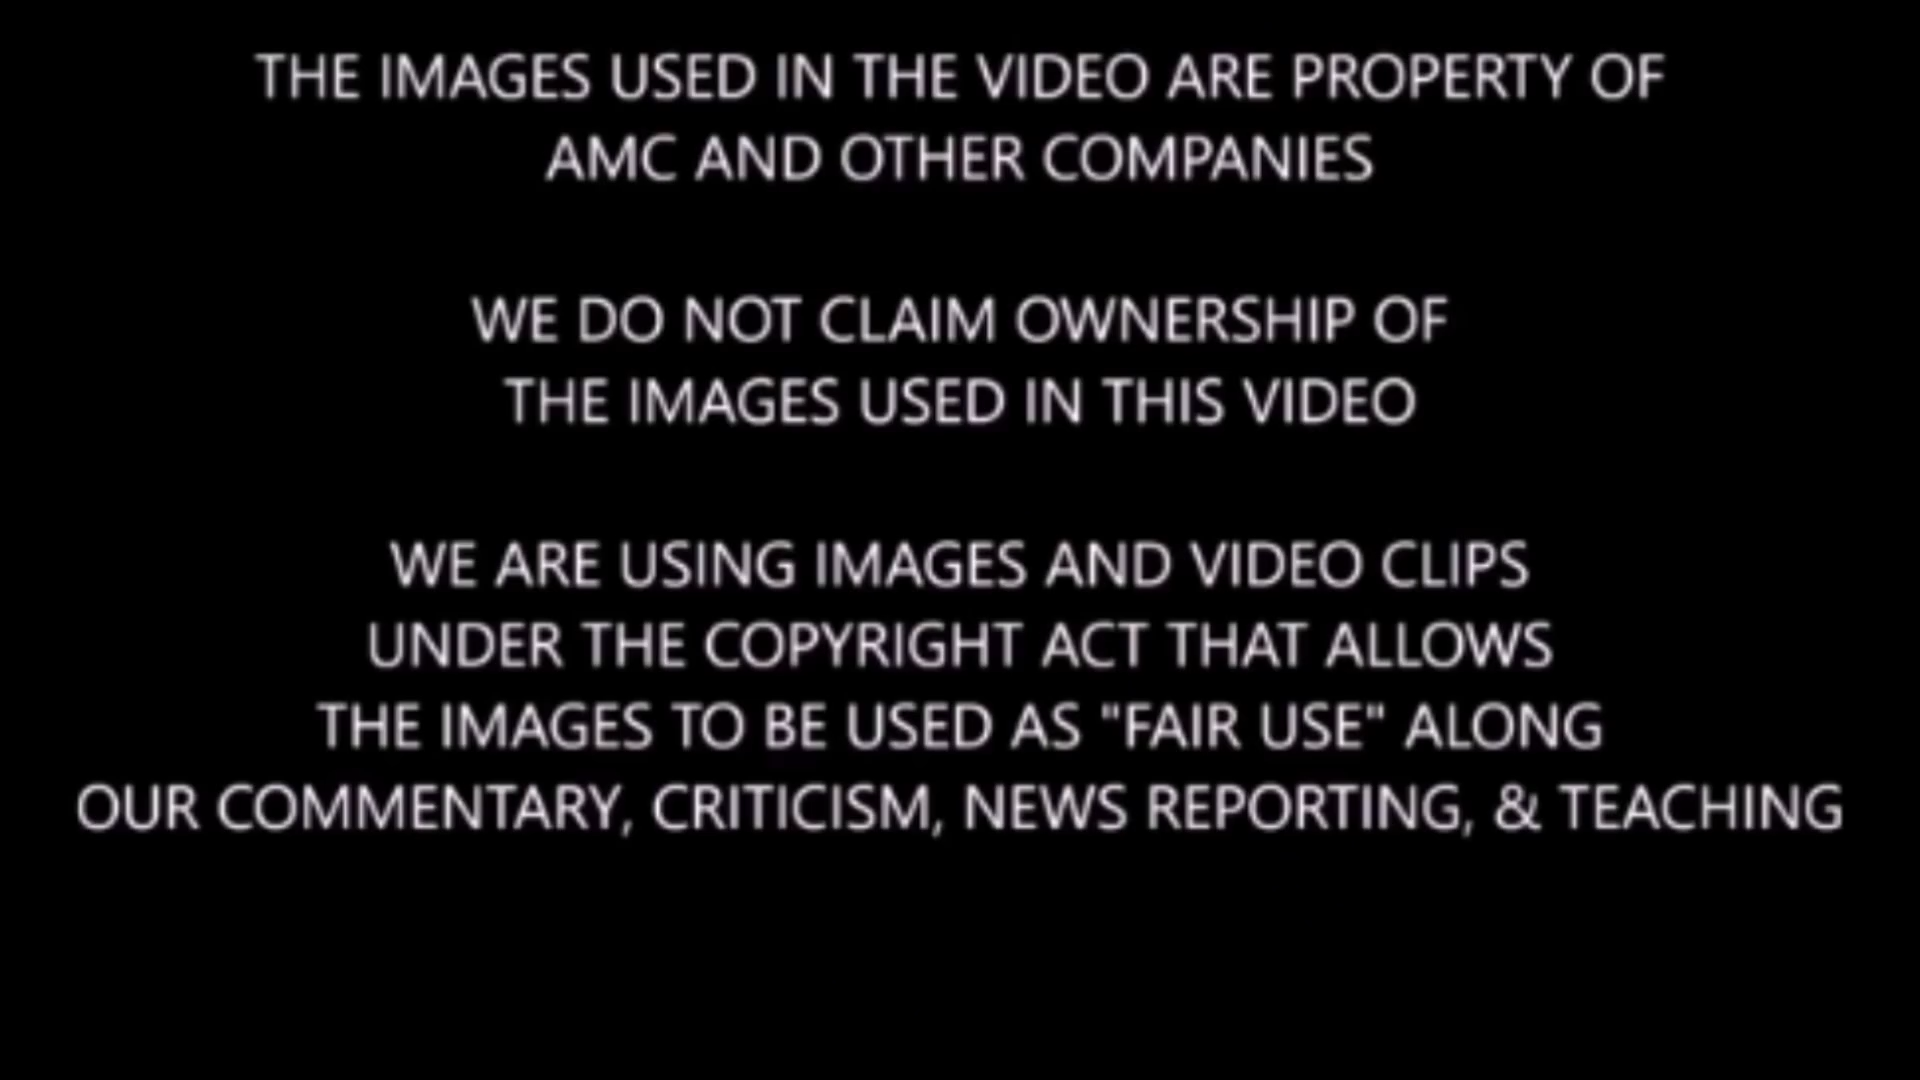 THE IMAGES USED IN THE VIDEO ARE PROPERTY OF
AMC AND OTHER COMPANIES
WE DO NOT CLAIM OWNERSHIP OF
THE IMAGES USED IN THIS VIDEO
WE ARE USING IMAGES AND VIDEO CLIPS
UNDER THE COPYRIGHT ACT THAT ALLOWS
THE IMAGES TO BE USED AS "FAIR USE" ALONG
OUR COMMENTARY, CRITICISM, NEWS REPORTING, & TEACHING